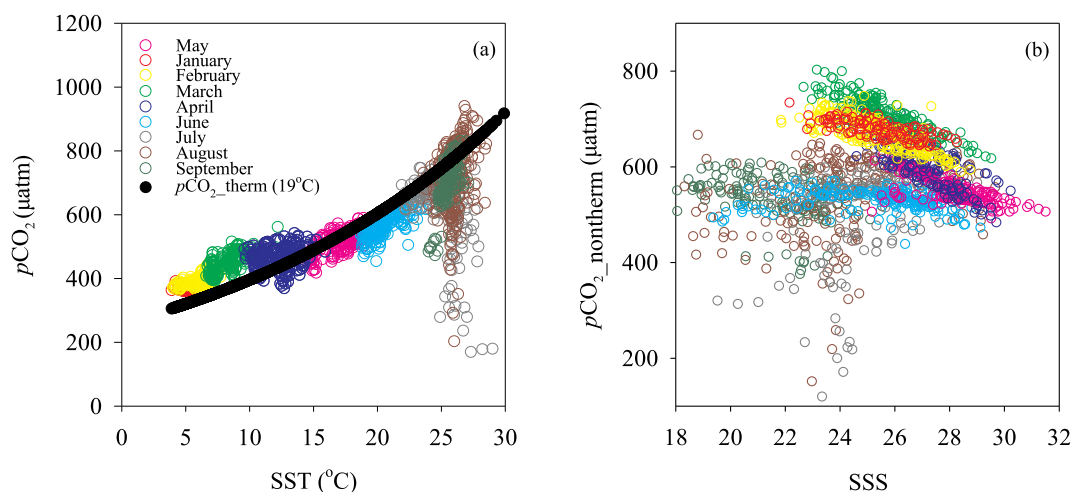 1200
1000
800
600
400
200
0
pCO₂ (µatm)
(a)
May
January
February
March
April
June
July
August
September
pCO₂_therm (19°C)
0 5 10 15 20 25 30
SST (°C)
800
600
400
200
pCO₂_nontherm (µatm)
(b)
18 20 22 24 26 28 30 32
SSS